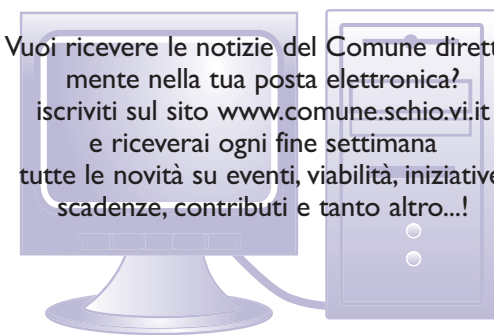 Vuoi ricevere le notizie del Comune dirett
mente nella tua posta elettronica?
iscriviti sul sito www.comune.schio.vi.it
e riceverai ogni fine settimana
tutte le novità su eventi, viabilità, iniziative
scadenze, contributi e tanto altro...!